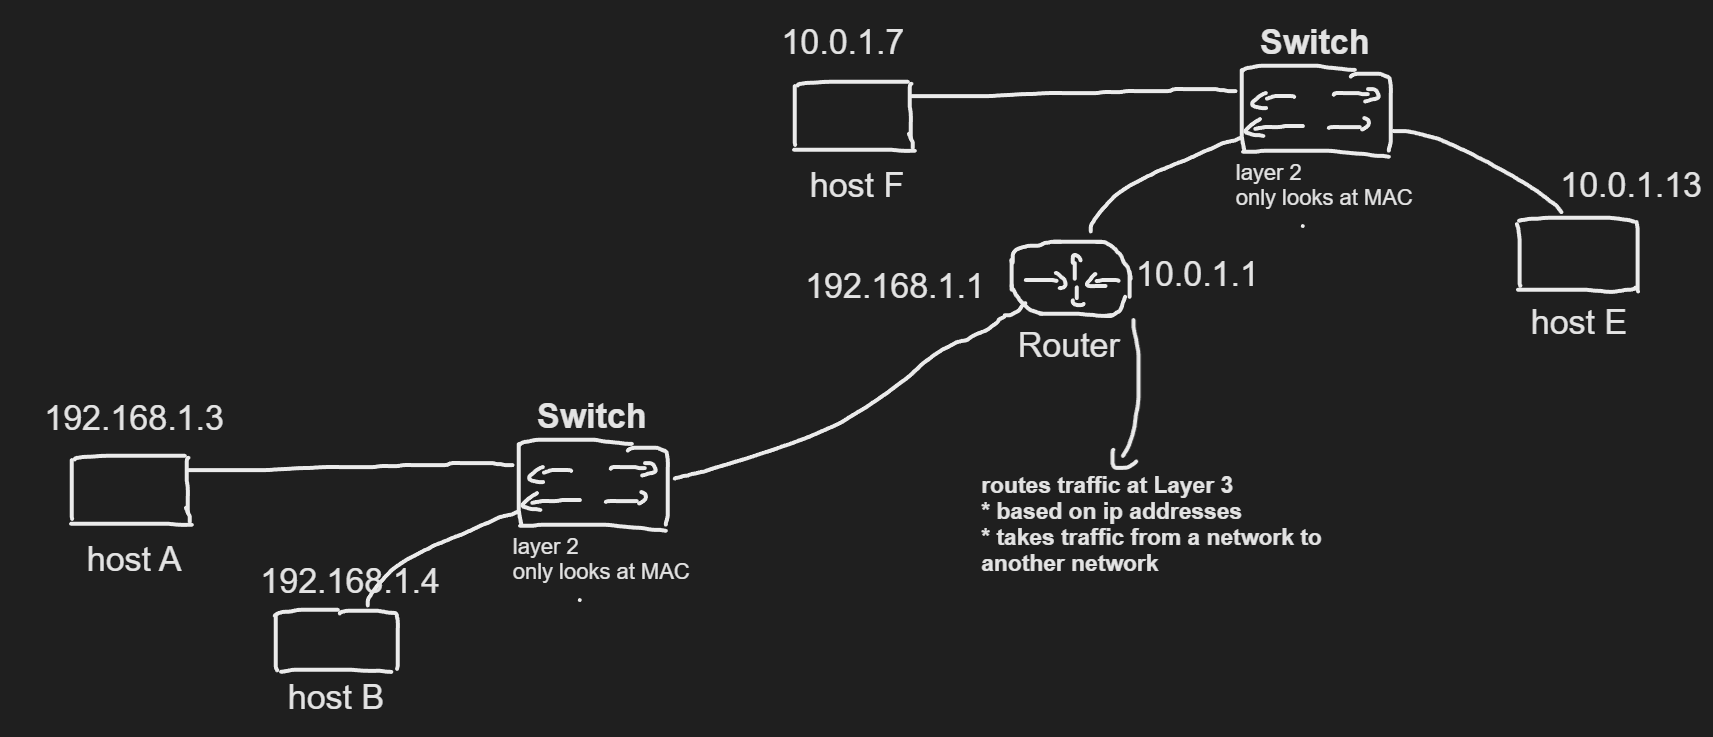 10.0.1.7
Switch
host F
layer 2
only looks at MAC
.
10.0.1.13
host E
192.168.1.1
10.0.1.1
Router
routes traffic at Layer 3
* based on ip addresses
* takes traffic from a network to
another network
192.168.1.3
Switch
host A
layer 2
only looks at MAC
.
192.168.1.4
host B